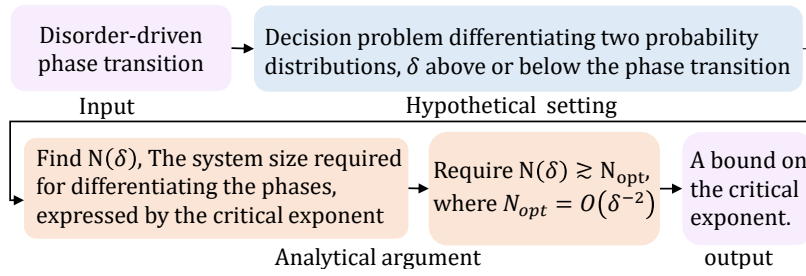 Disorder-driven
phase transition
Decision problem differentiating two probability
distributions, δ above or below the phase transition
Input
Hypothetical setting
Find N(δ), The system size required
for differentiating the phases,
expressed by the critical exponent
Require N(δ) ≷ N_opt,
where N_opt = O(δ⁻²)
A bound on
the critical
exponent.
Analytical argument
output